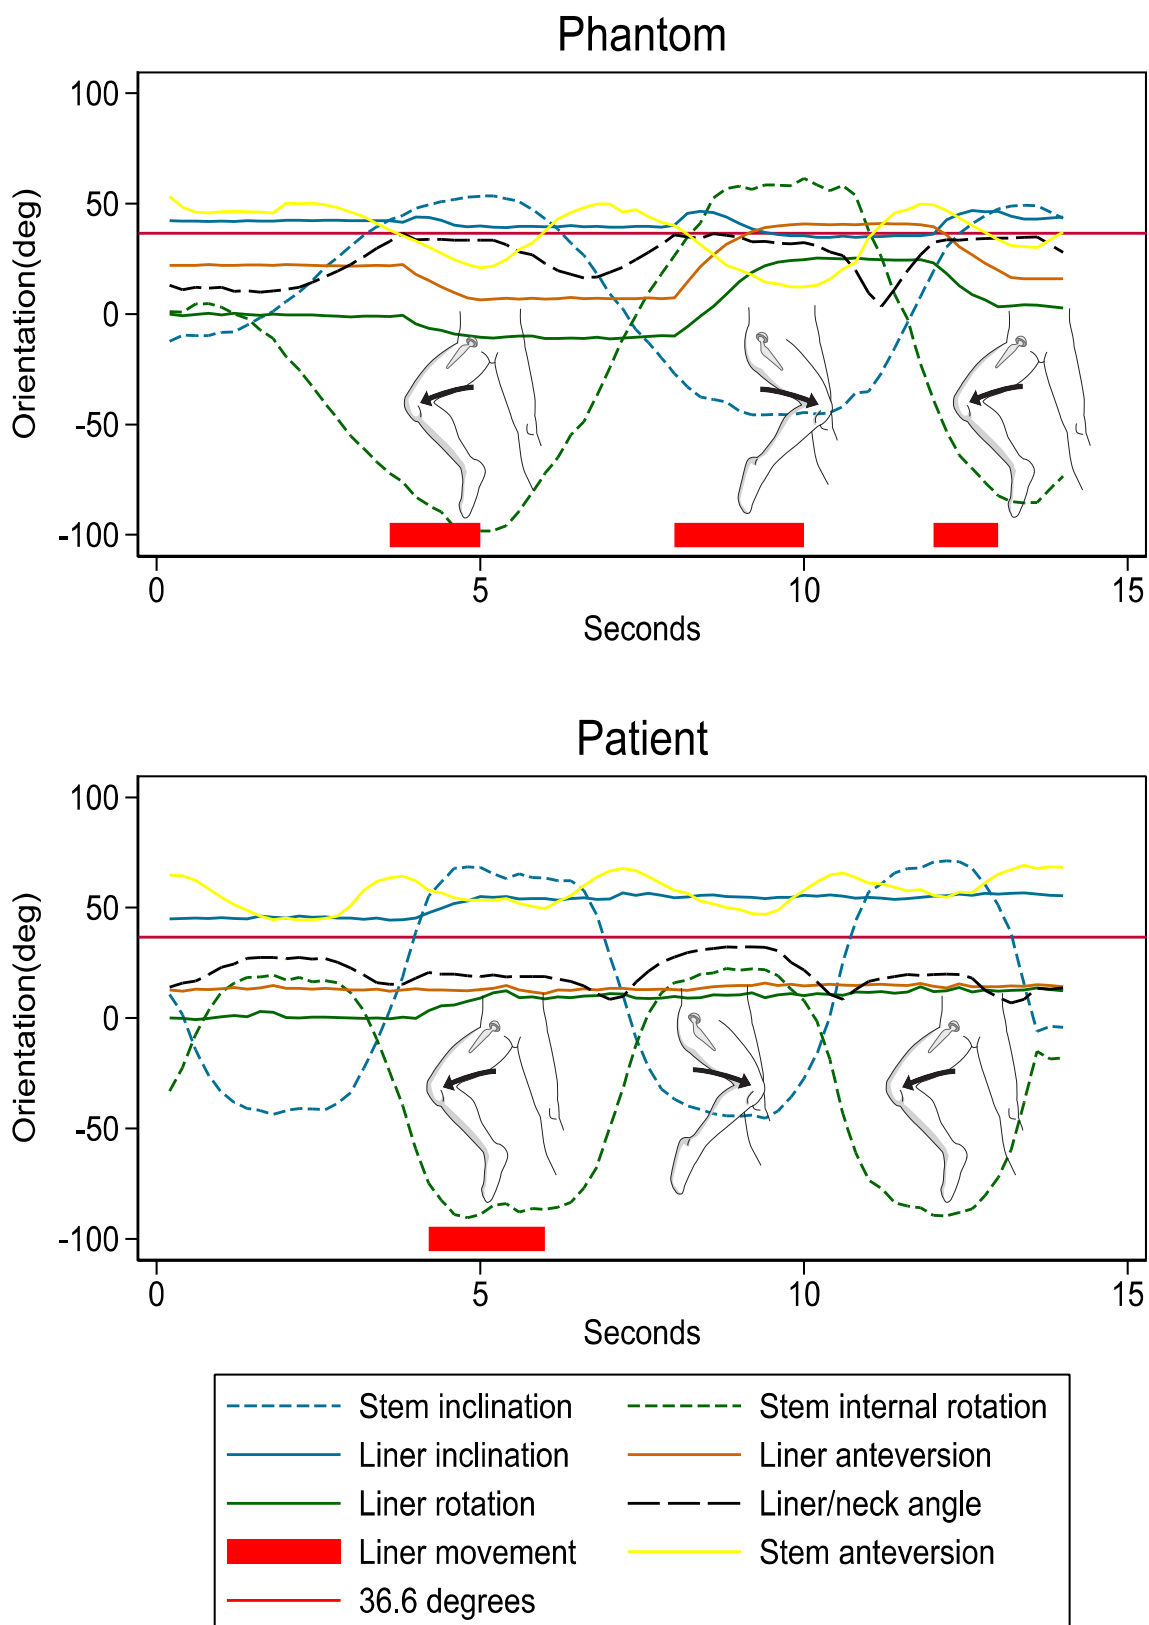 Phantom
Orientation(deg)
100
50
0
-50
-100
0 5 10 15
Seconds
Patient
Orientation(deg)
100
50
0
-50
-100
0 5 10 15
Seconds
Stem inclination Stem internal rotation
Liner inclination Liner anteversion
Liner rotation Liner/neck angle
Liner movement Stem anteversion
36.6 degrees